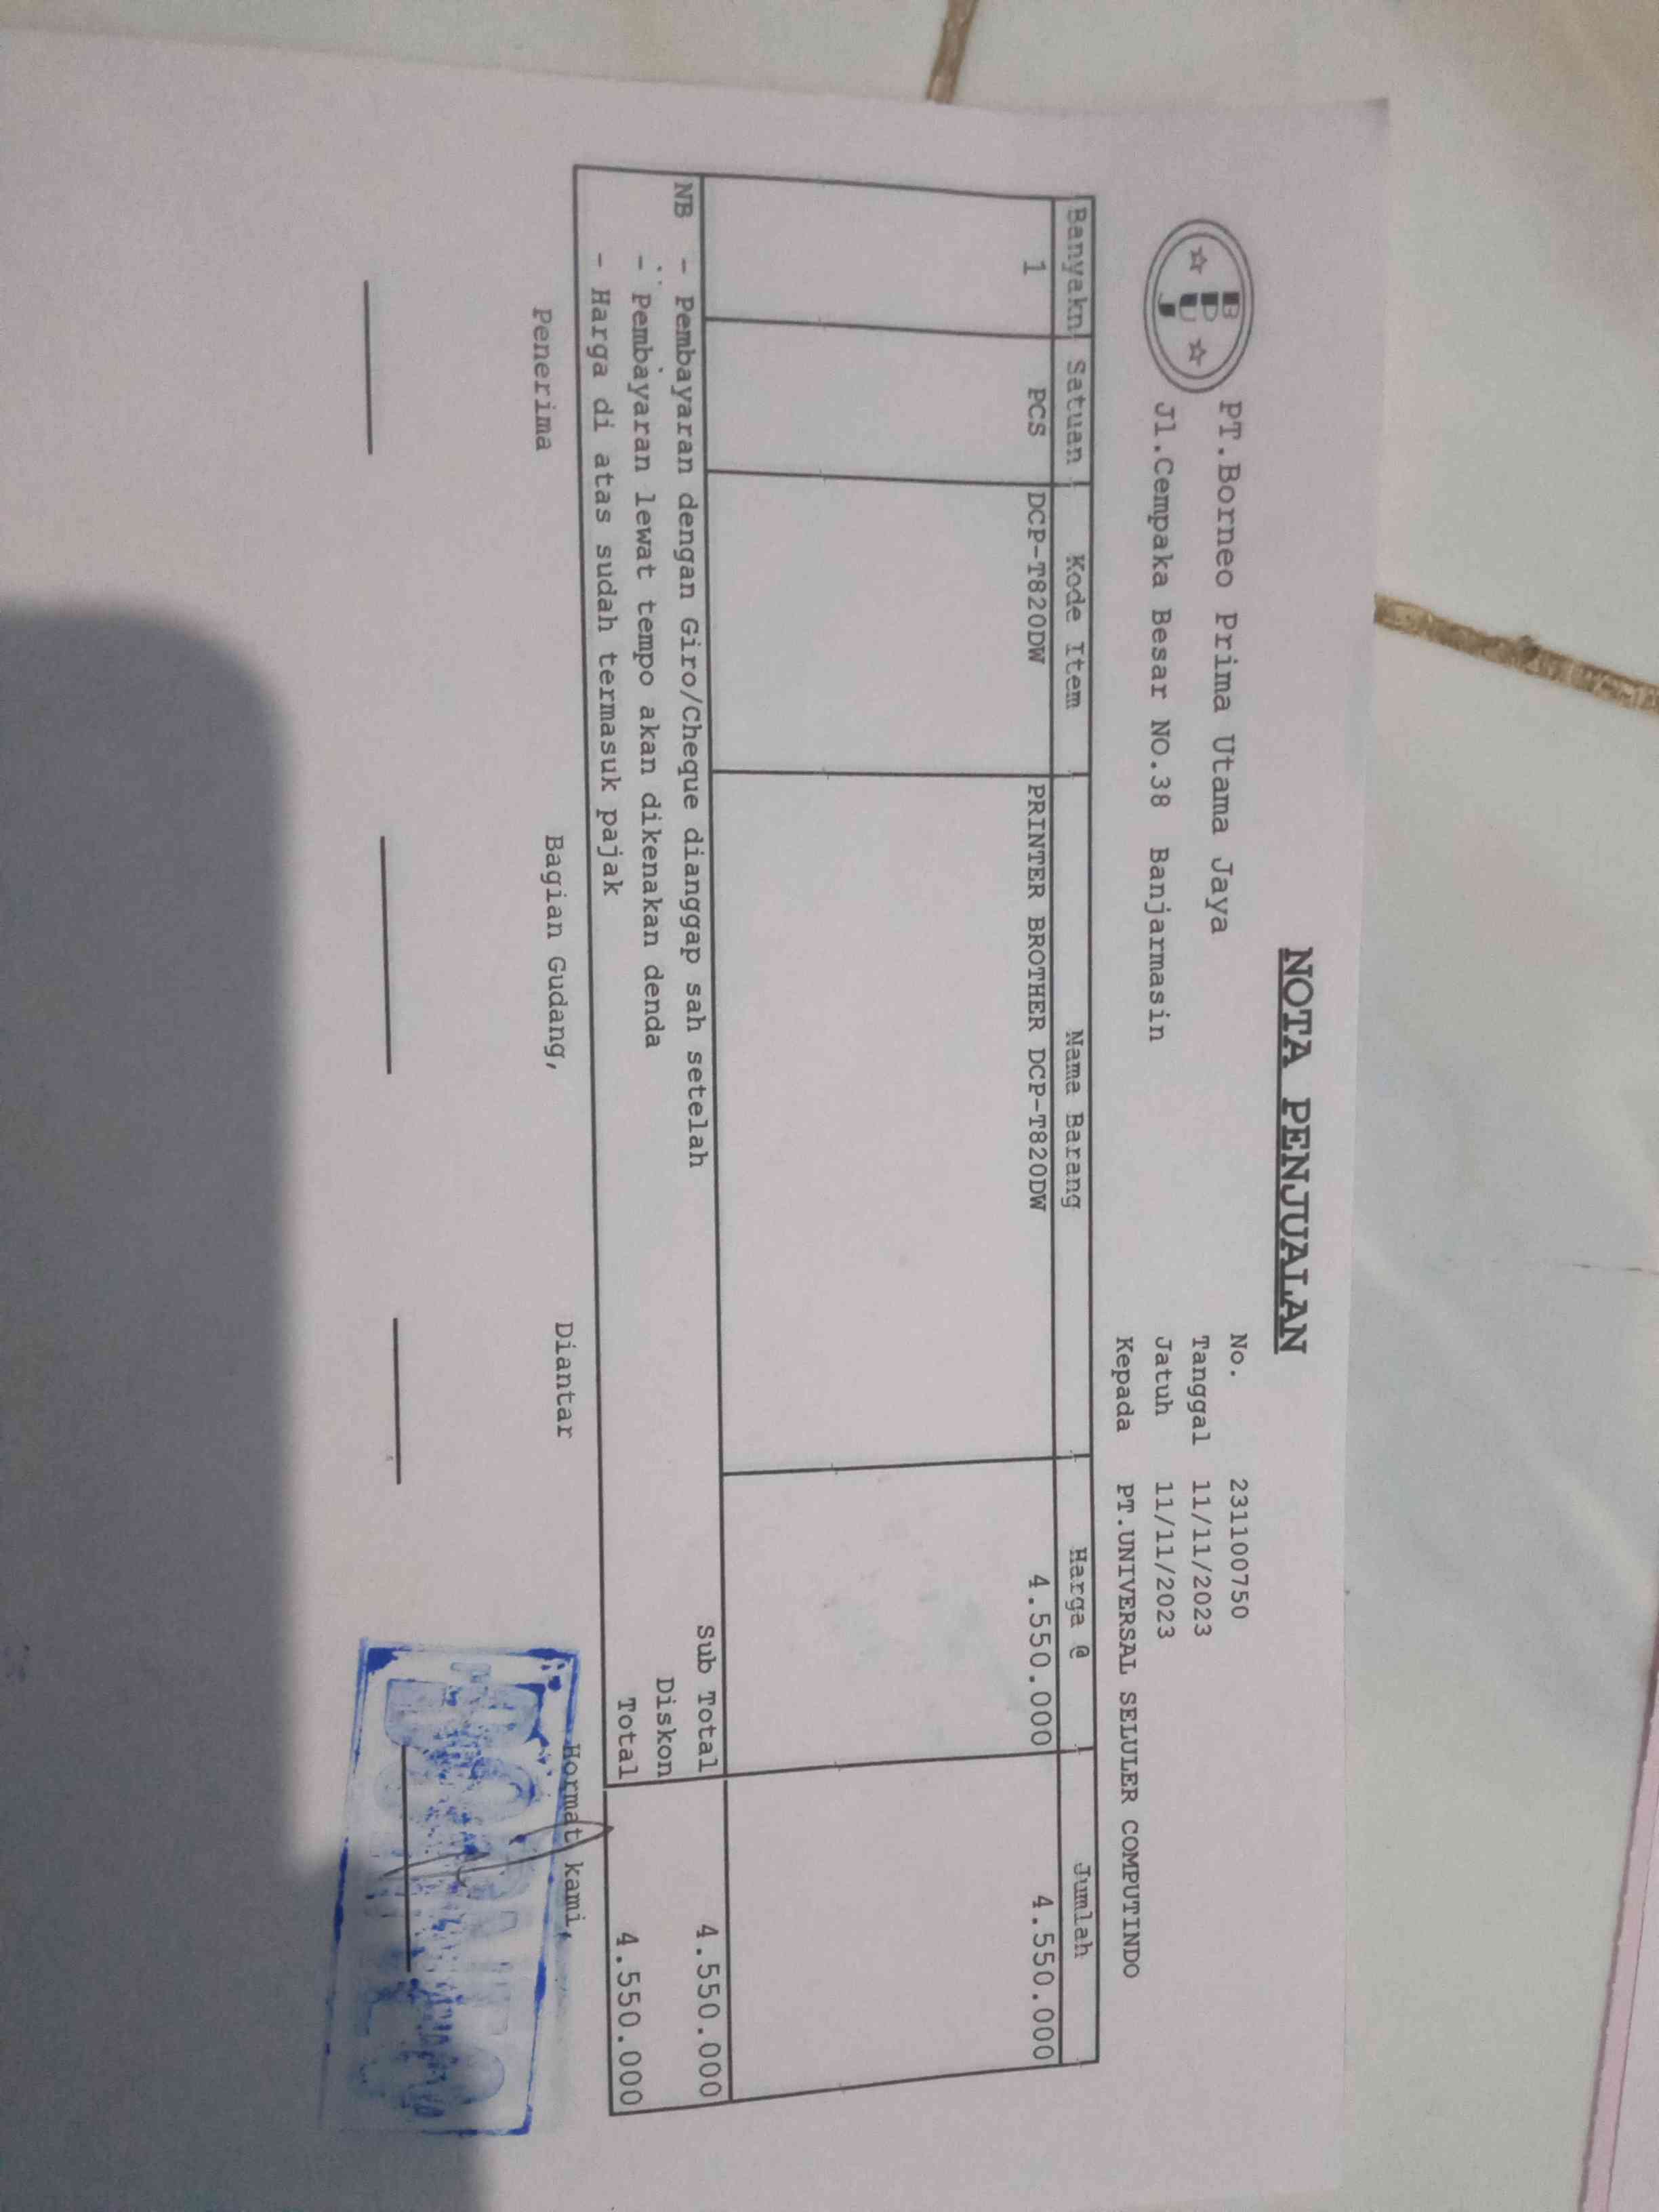 NOTA PENJUALAN
B
P
U
J
PT.Borneo Prima Utama Jaya
Jl.Cempaka Besar NO.38 Banjarmasin
No. 231100750
Tanggal 11/11/2023
Jatuh 11/11/2023
Kepada PT.UNIVERSAL SELULER COMPUTINDO
Banyakn Satuan Kode Item Nama Barang Harga @ Jumlah
1 PCS DCP-T820DW PRINTER BROTHER DCP-T820DW 4.550.000 4.550.000
NB - Pembayaran dengan Giro/Cheque dianggap sah setelah Sub Total 4.550.000
- Pembayaran lewat tempo akan dikenakan denda Diskon
- Harga di atas sudah termasuk pajak Total 4.550.000
Penerima Bagian Gudang, Diantar Hormat kami,